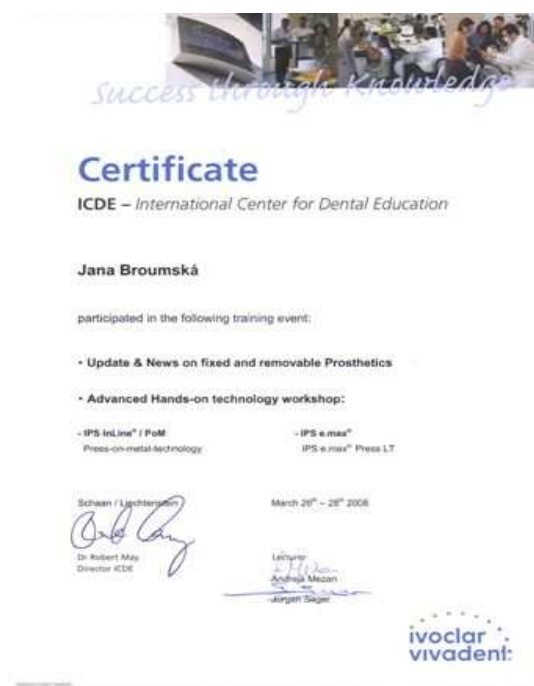 Success through Knowledge
Certificate
ICDE – International Center for Dental Education
Jana Broumská
participated in the following training event:
• Update & News on fixed and removable Prosthetics
• Advanced Hands-on technology workshop:
- IPS InLine® / PoM
Press-on-metal-technology
- IPS e.max®
IPS e.max® Press LT
Schaan / Liechtenstein
March 26th – 28th 2008
Dr Robert May
Director ICDE
Lecturer
Andreja Mezan
Jürgen Seger
ivoclar
vivadent: